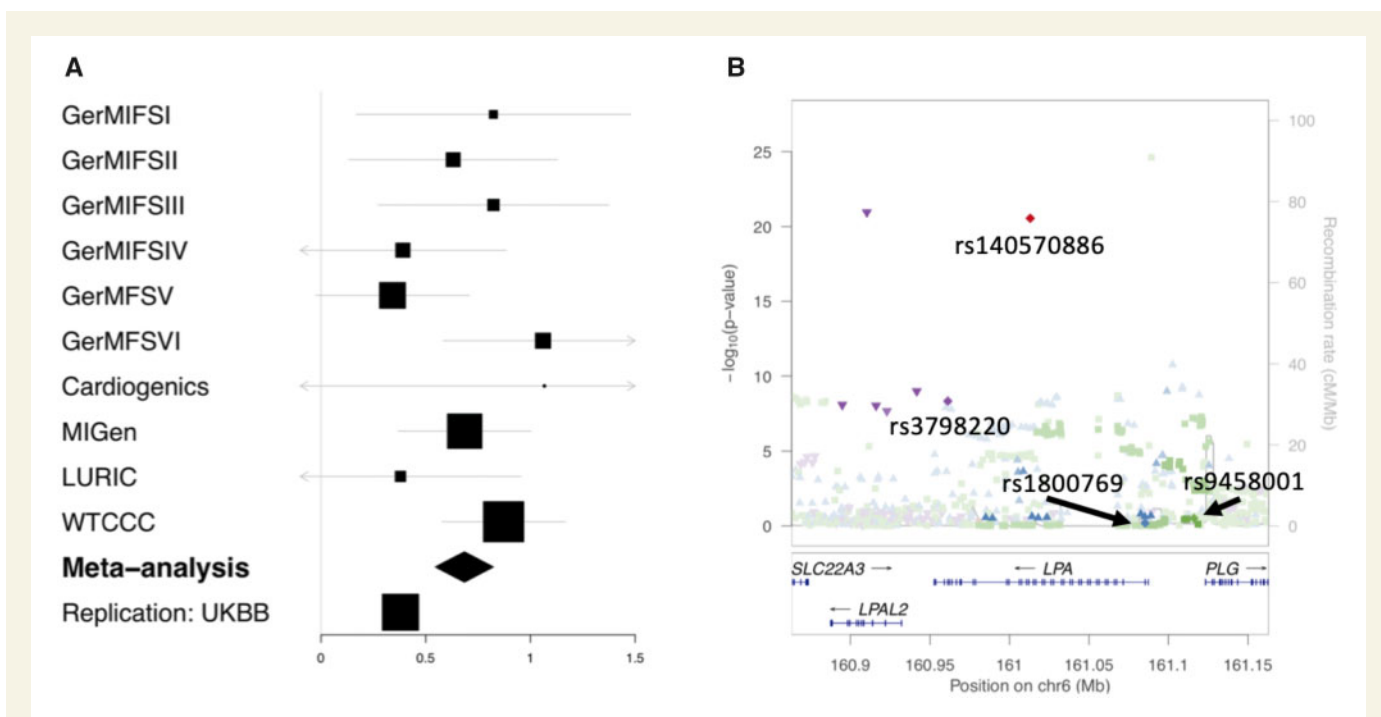 A
GerMIFSI
GerMIFSII
GerMIFSIII
GerMIFSIV
GerMFSV
GerMFSVI
Cardiogenics
MIGen
LURIC
WTCCC
Meta−analysis
Replication: UKBB
0 0.5 1 1.5
B
25
20
15
10
5
0
−log10(p−value)
100
80
60
40
20
0
Recombination rate (cM/Mb)
rs140570886
rs3798220
rs1800769
rs9458001
SLC22A3 → ← LPA PLG →
← LPAL2
160.9 160.95 161 161.05 161.1 161.15
Position on chr6 (Mb)